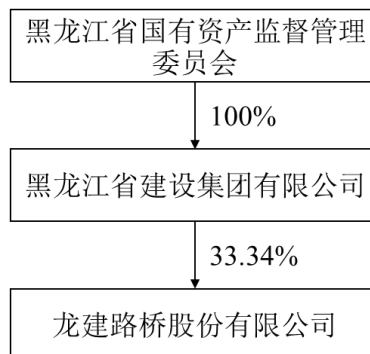 黑龙江省国有资产监督管理
委员会
100%
黑龙江省建设集团有限公司
33.34%
龙建路桥股份有限公司